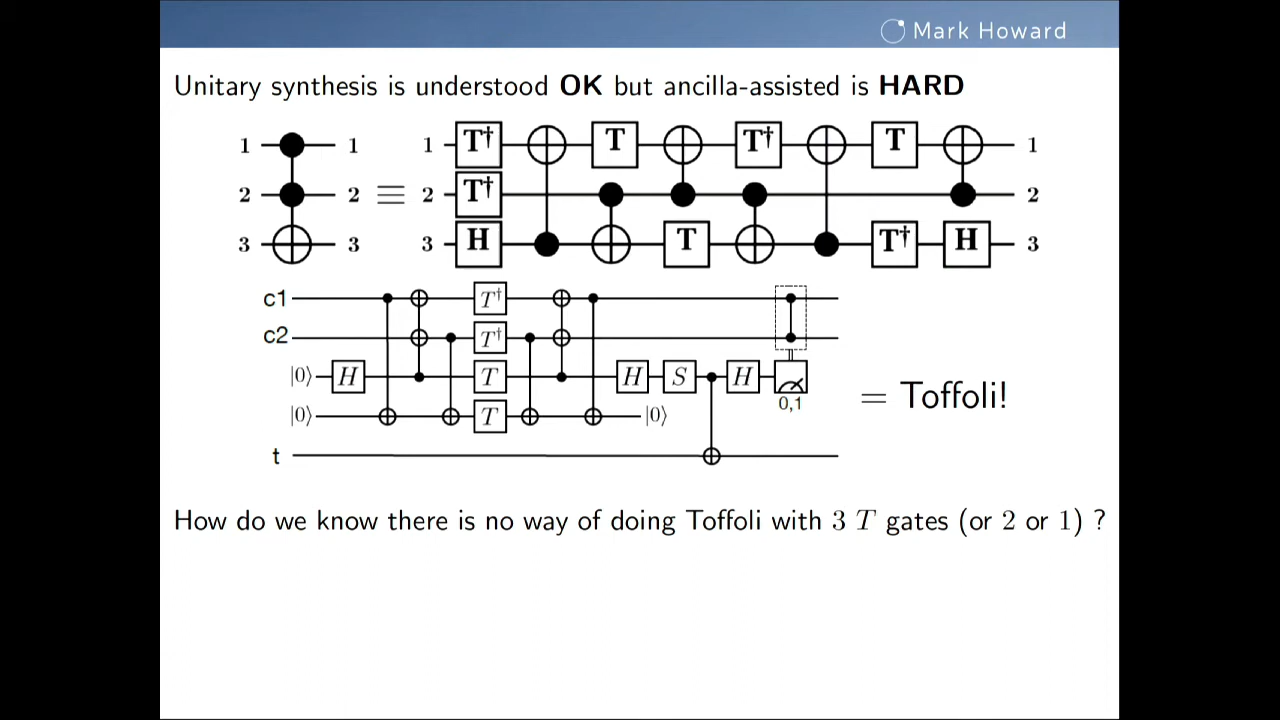 Mark Howard
Unitary synthesis is understood OK but ancilla-assisted is HARD
1 1 1 T† T T† T 1
2 2 ≡ 2 T† 2
3 3 3 H T T† H 3
c1 T†
c2 T†
|0⟩ H T H S H
0,1
|0⟩ T |0⟩
= Toffoli!
t
How do we know there is no way of doing Toffoli with 3 T gates (or 2 or 1) ?